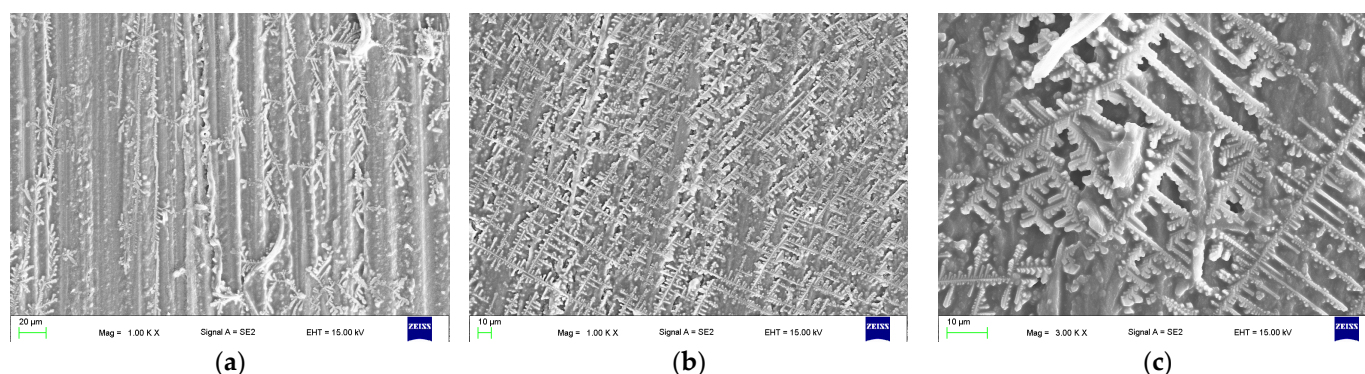 20 µm Mag = 1.00 K X Signal A = SE2 EHT = 15.00 kV ZEISS
10 µm Mag = 1.00 K X Signal A = SE2 EHT = 15.00 kV ZEISS
10 µm Mag = 3.00 K X Signal A = SE2 EHT = 15.00 kV ZEISS
(a) (b) (c)